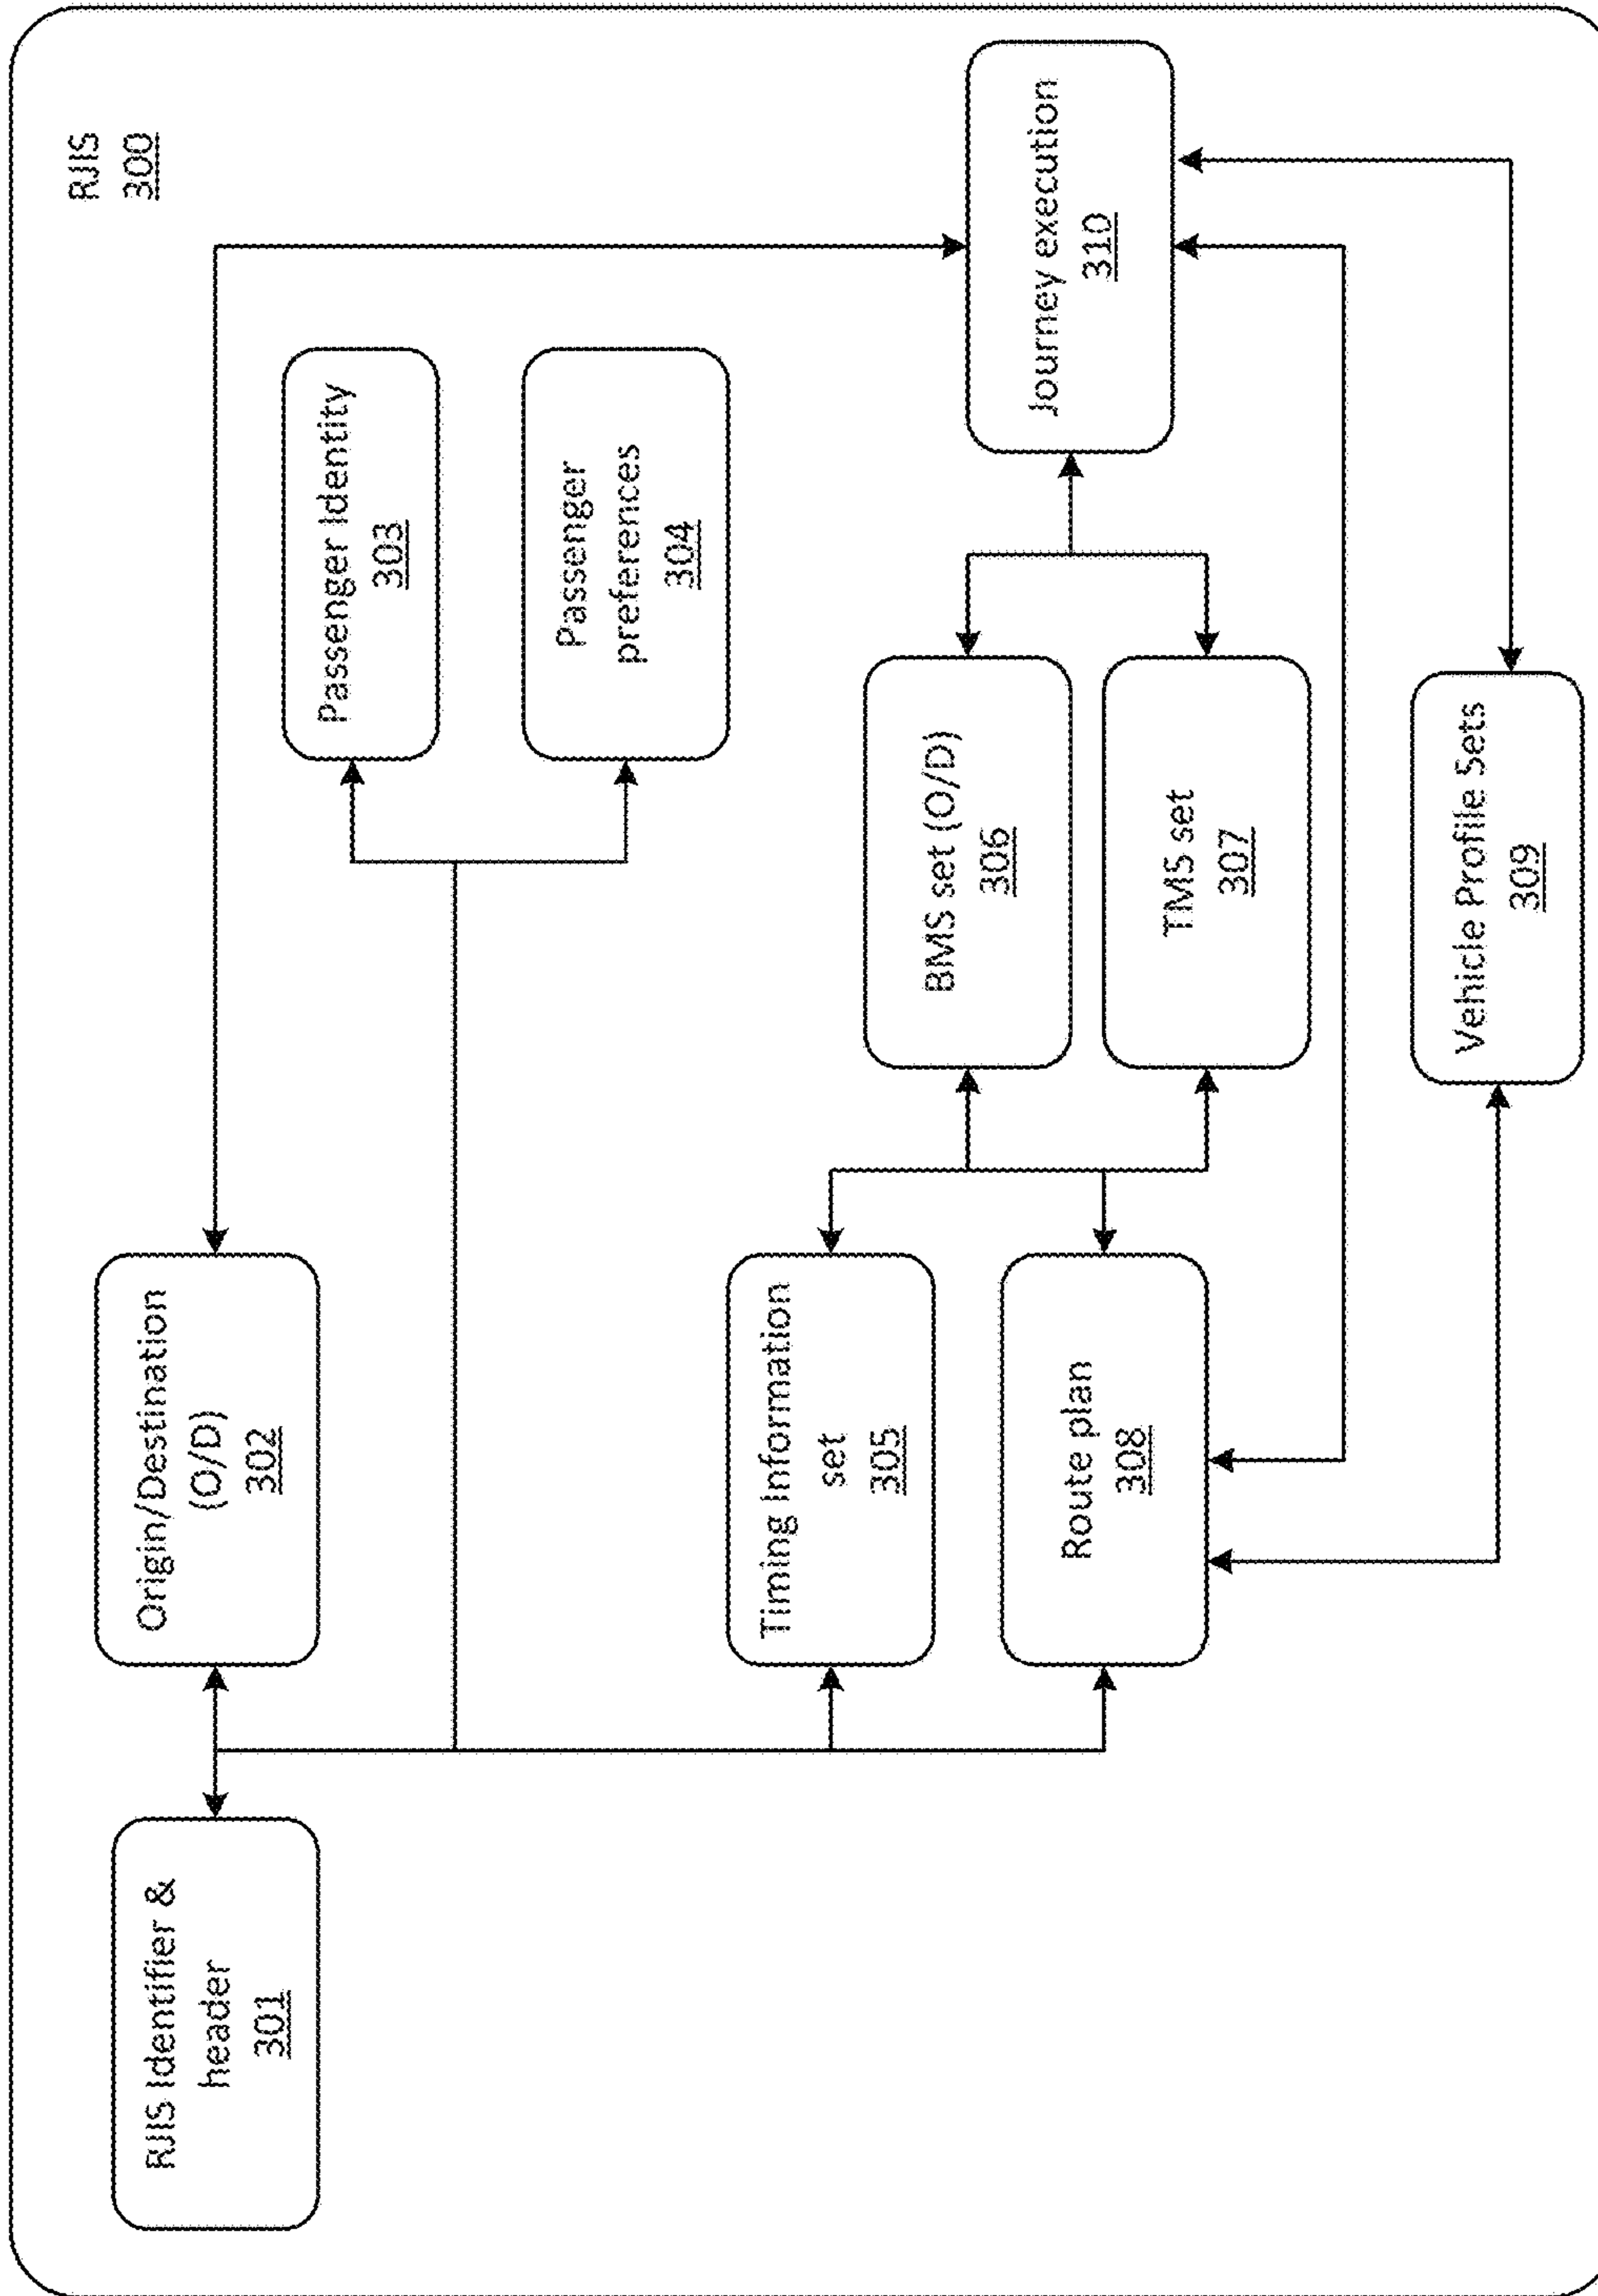 RJIS
300
RJIS Identifier &
header
301
Origin/Destination
(O/D)
302
Passenger Identity
303
Passenger
preferences
304
Timing Information
set
305
BMS set (O/D)
306
TMS set
307
Route plan
308
Vehicle Profile Sets
309
Journey execution
310